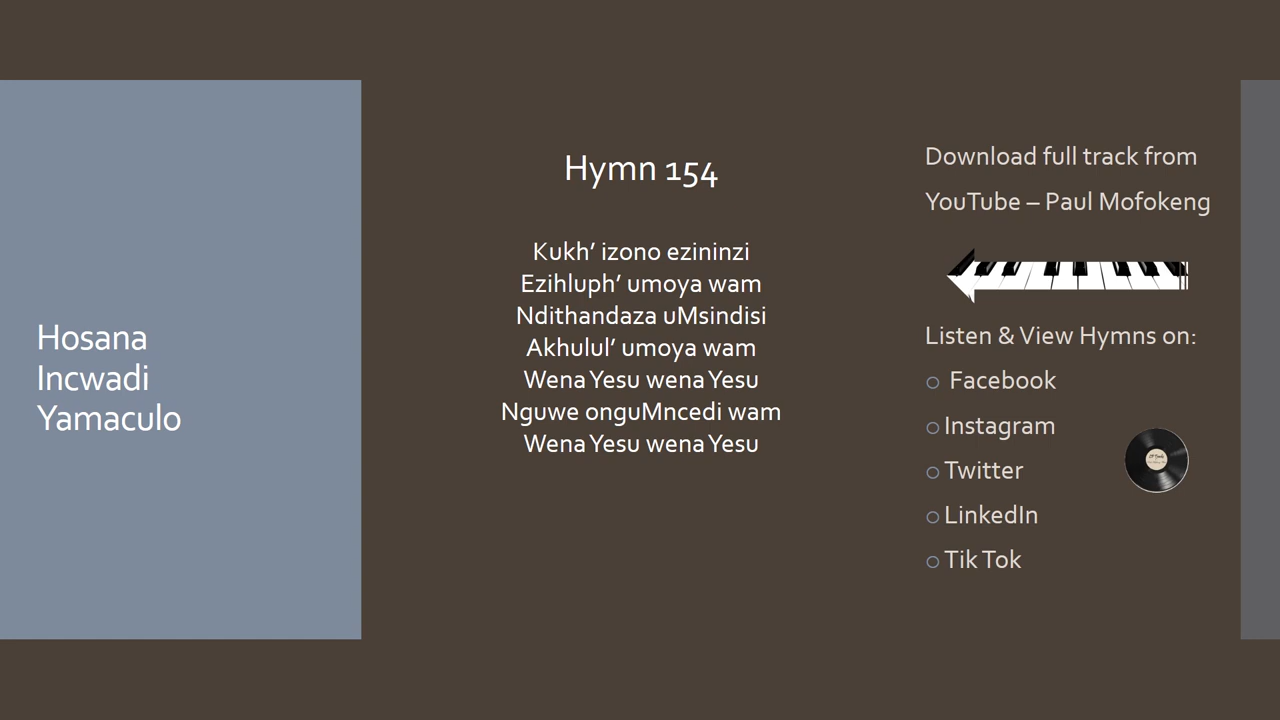 Hosana
Incwadi
Yamaculo
Hymn 154
Kukh’ izono ezininzi
Ezihluph’ umoya wam
Ndithandaza uMsindisi
Akhulul’ umoya wam
Wena Yesu wena Yesu
Nguwe onguMncedi wam
Wena Yesu wena Yesu
Download full track from
YouTube – Paul Mofokeng
Listen & View Hymns on:
Facebook
Instagram
Twitter
LinkedIn
Tik Tok